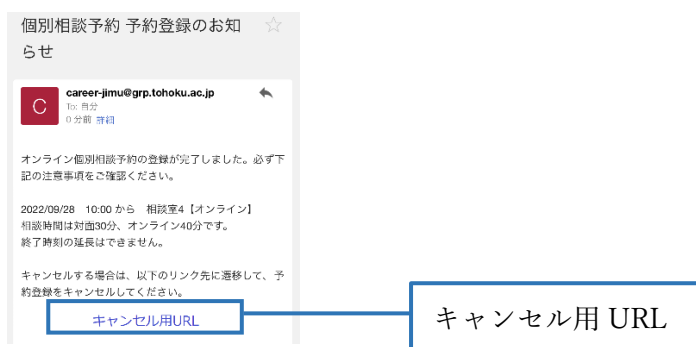 個別相談予約 予約登録のお知
らせ
C
career-jimu@grp.tohoku.ac.jp
To: 自分
0 分前 詳細
オンライン個別相談予約の登録が完了しました。必ず下
記の注意事項をご確認ください。
2022/09/28 10:00 から 相談室4【オンライン】
相談時間は対面30分、オンライン40分です。
終了時刻の延長はできません。
キャンセルする場合は、以下のリンク先に遷移して、予
約登録をキャンセルしてください。
キャンセル用URL
キャンセル用 URL